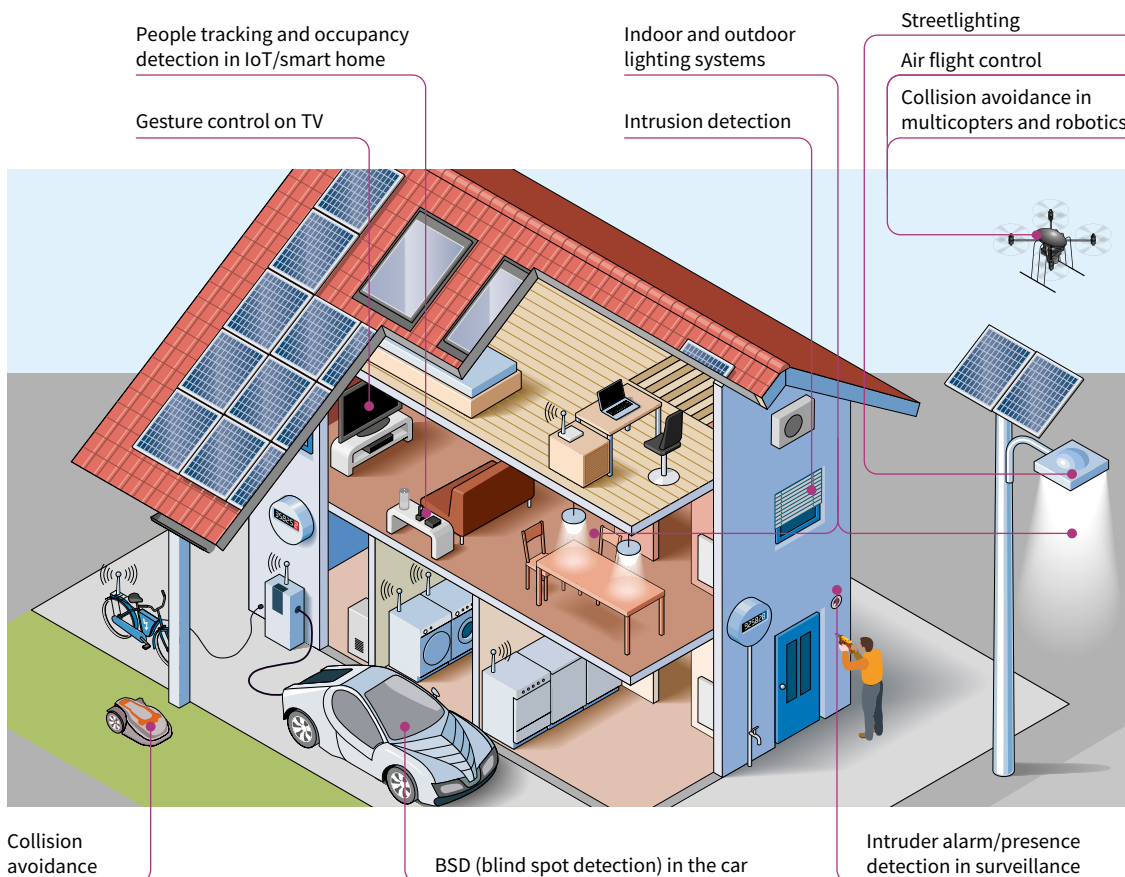 People tracking and occupancy
detection in IoT/smart home
Gesture control on TV
Indoor and outdoor
lighting systems
Intrusion detection
Streetlighting
Air flight control
Collision avoidance in
multicopters and robotics
Collision
avoidance
BSD (blind spot detection) in the car
Intruder alarm/presence
detection in surveillance